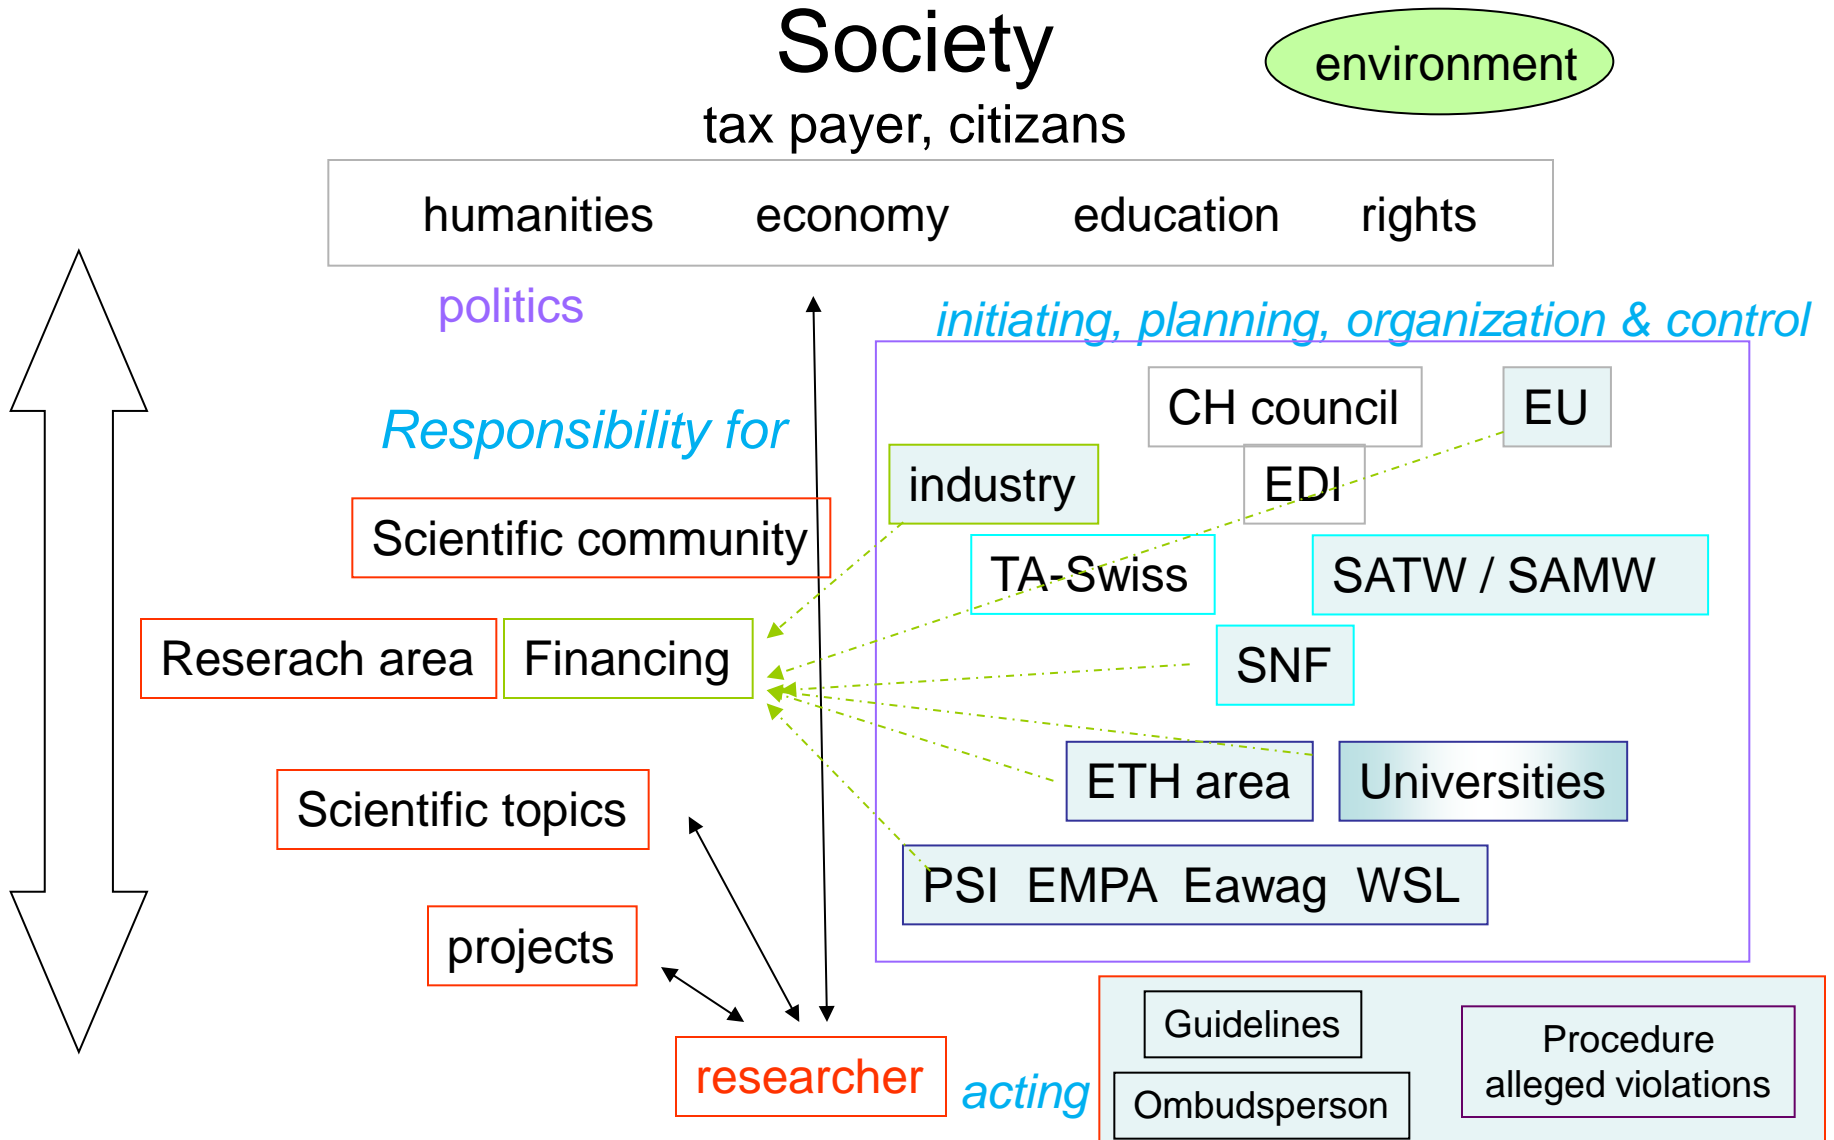 Society
environment
tax payer, citizans
humanities economy education rights
politics
initiating, planning, organization & control
CH council EU
Responsibility for
industry EDI
Scientific community
TA-Swiss SATW / SAMW
Reserach area Financing
SNF
ETH area Universities
Scientific topics
PSI EMPA Eawag WSL
projects
Guidelines
Procedure
alleged violations
researcher
acting
Ombudsperson